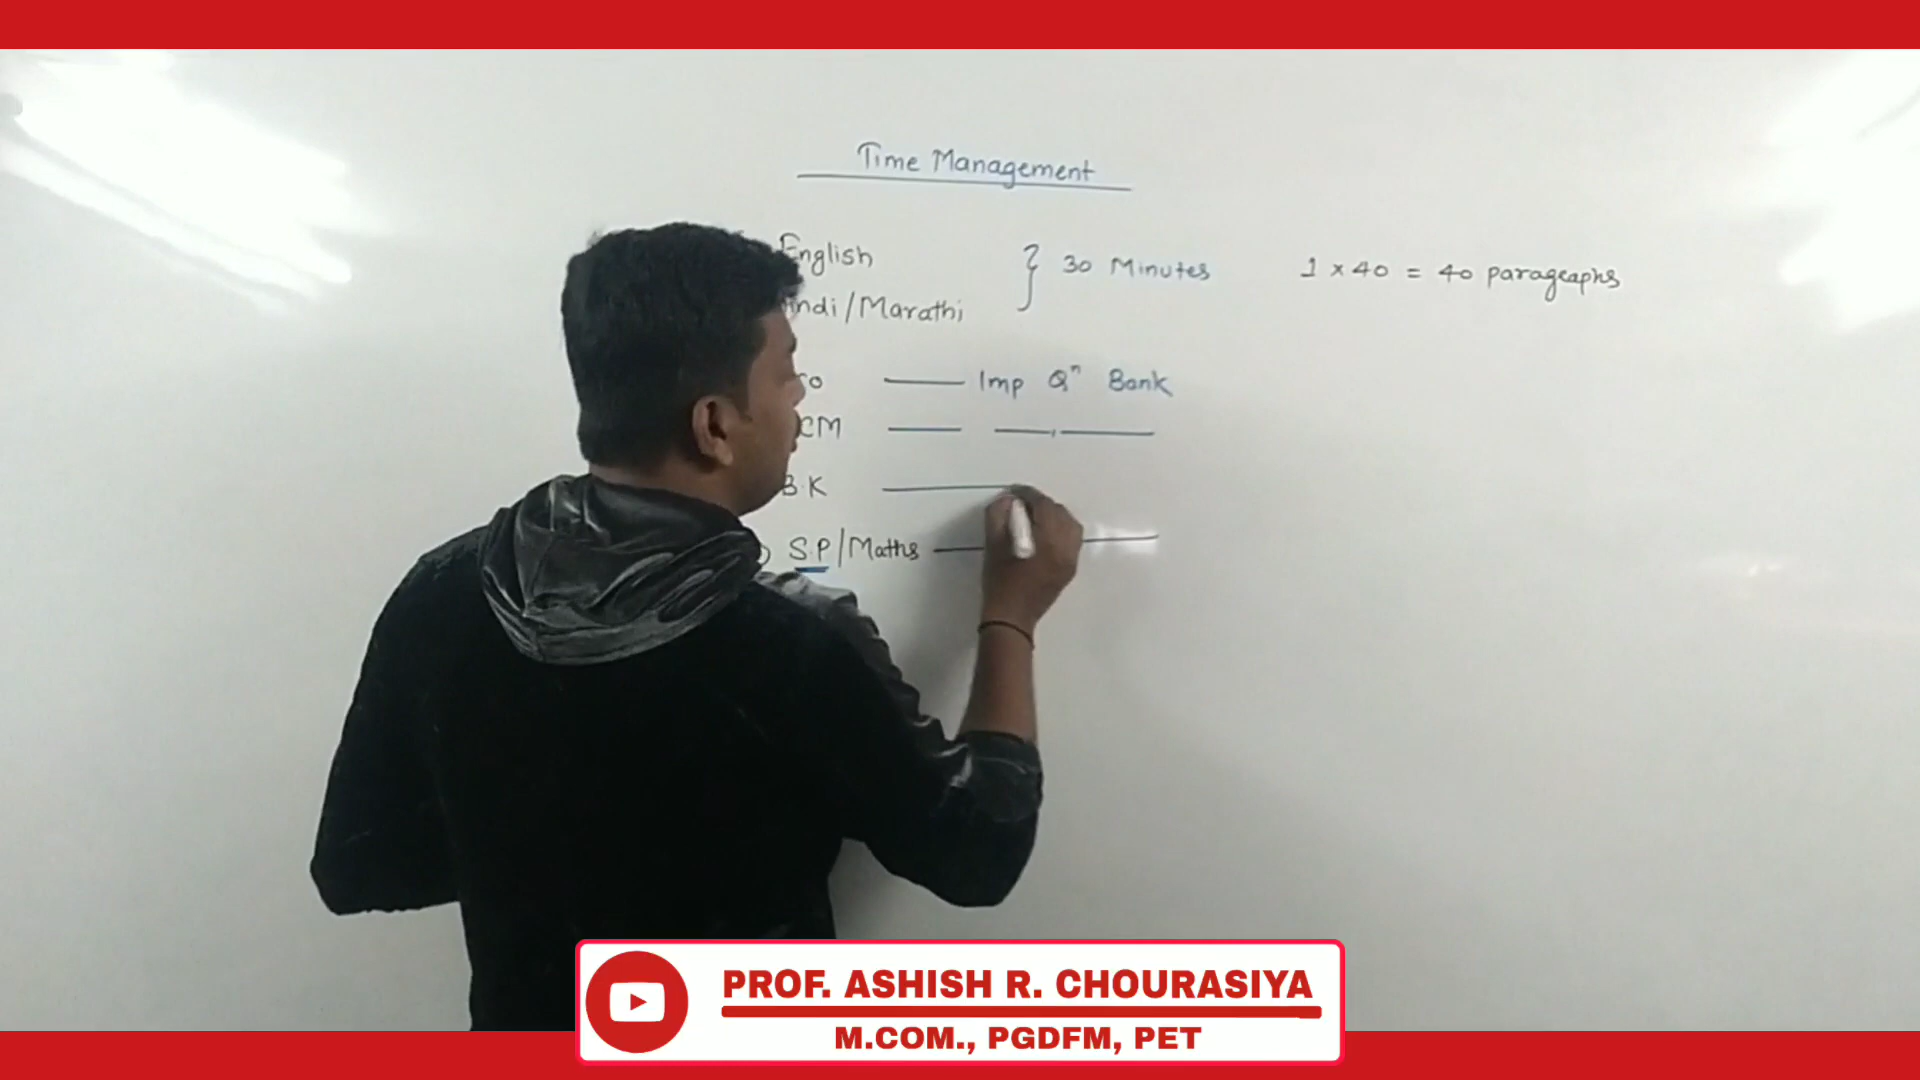 Time Management
English } 30 Minutes 1 x 40 = 40 paragraphs
/Marathi
Imp Qⁿ Bank
B.K
S.P/Maths
PROF. ASHISH R. CHOURASIYA
M.COM., PGDFM, PET